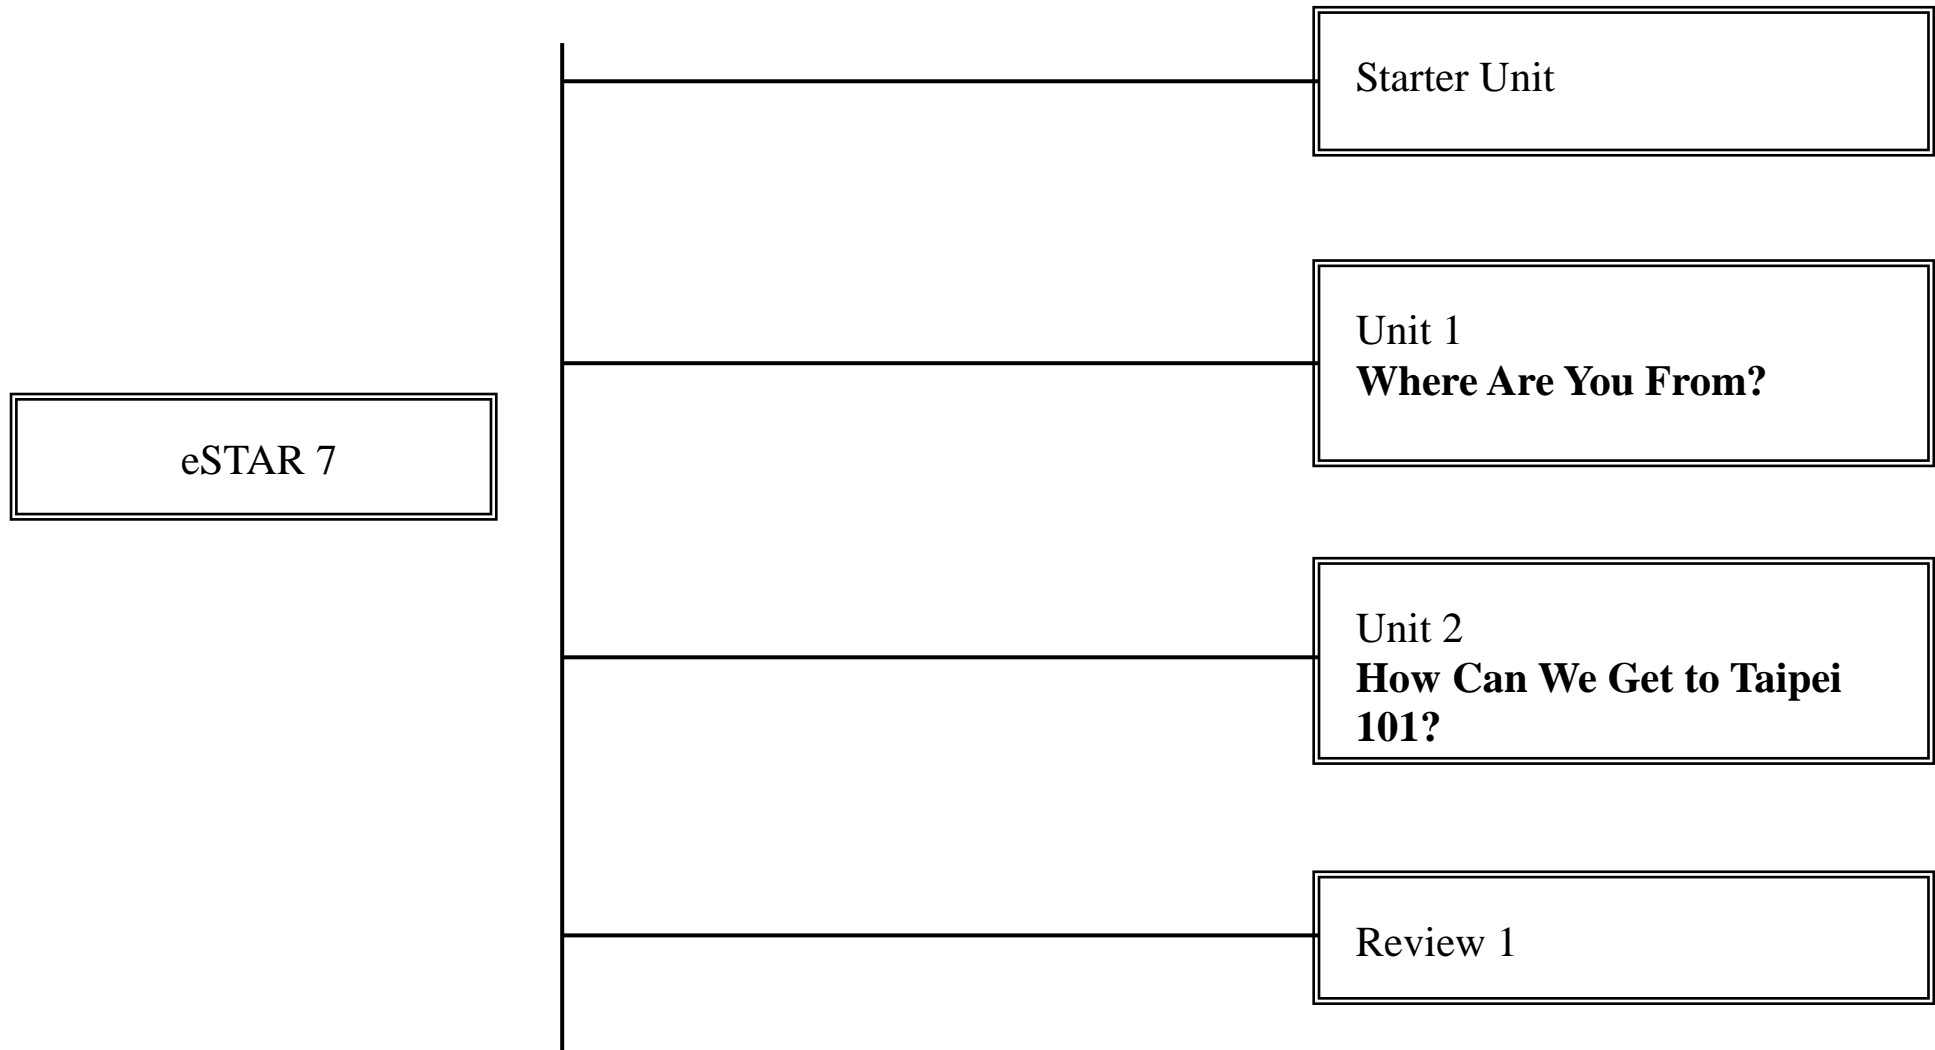 Starter Unit
Unit 1
Where Are You From?
eSTAR 7
Unit 2
How Can We Get to Taipei
101?
Review 1